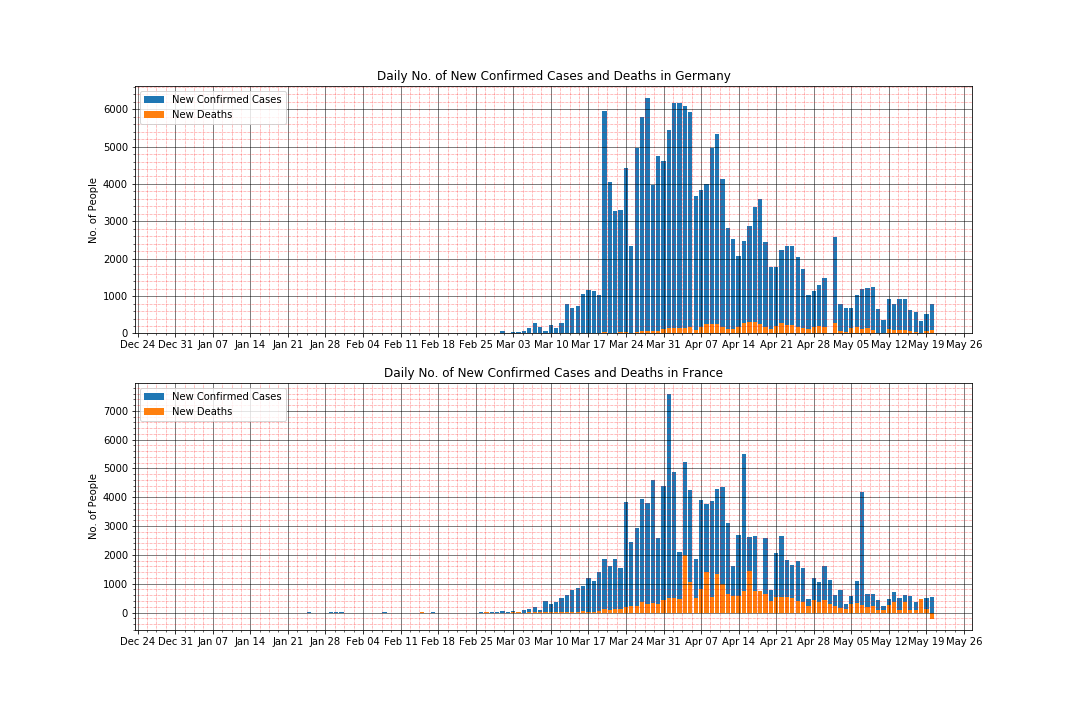 Daily No. of New Confirmed Cases and Deaths in Germany
New Confirmed Cases
New Deaths
No. of People
6000
5000
4000
3000
2000
1000
0
Dec 24 Dec 31 Jan 07 Jan 14 Jan 21 Jan 28 Feb 04 Feb 11 Feb 18 Feb 25 Mar 03 Mar 10 Mar 17 Mar 24 Mar 31 Apr 07 Apr 14 Apr 21 Apr 28 May 05 May 12 May 19 May 26
Daily No. of New Confirmed Cases and Deaths in France
New Confirmed Cases
New Deaths
No. of People
7000
6000
5000
4000
3000
2000
1000
0
Dec 24 Dec 31 Jan 07 Jan 14 Jan 21 Jan 28 Feb 04 Feb 11 Feb 18 Feb 25 Mar 03 Mar 10 Mar 17 Mar 24 Mar 31 Apr 07 Apr 14 Apr 21 Apr 28 May 05 May 12 May 19 May 26